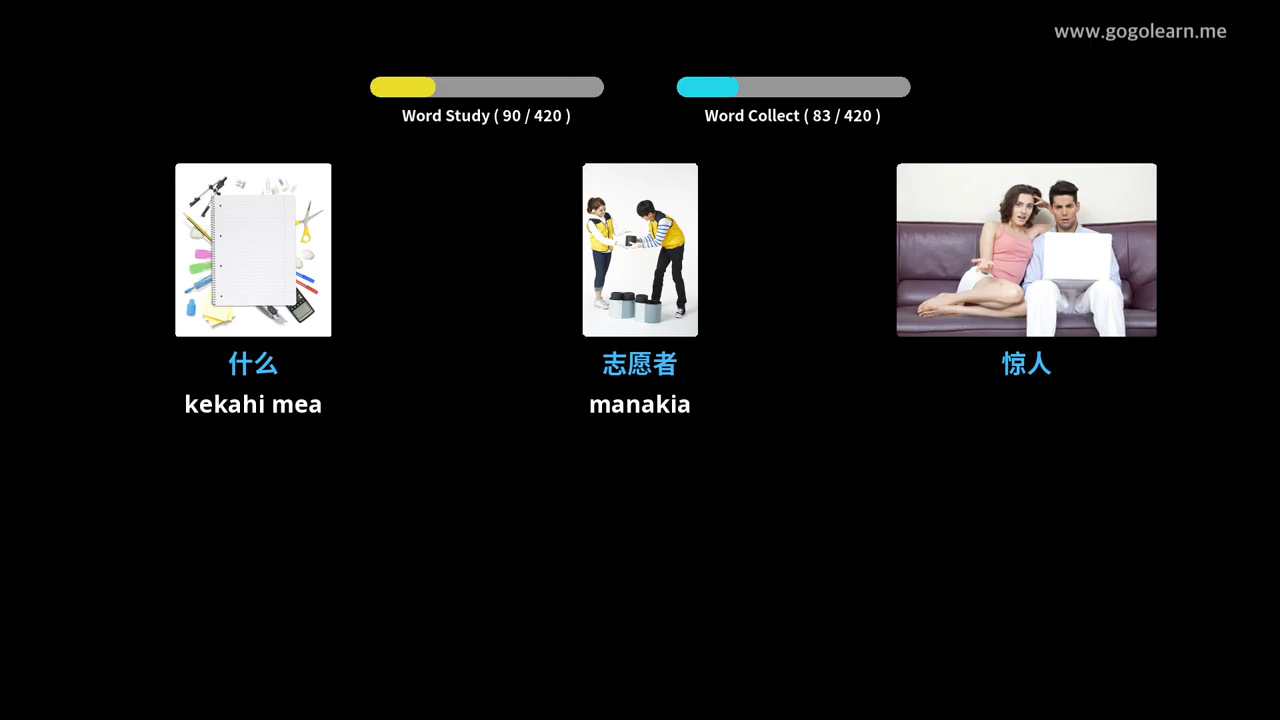 www.gogolearn.me
Word Study ( 90 / 420 )
Word Collect ( 83 / 420 )
什么
志愿者
惊人
kekahi mea
manakia